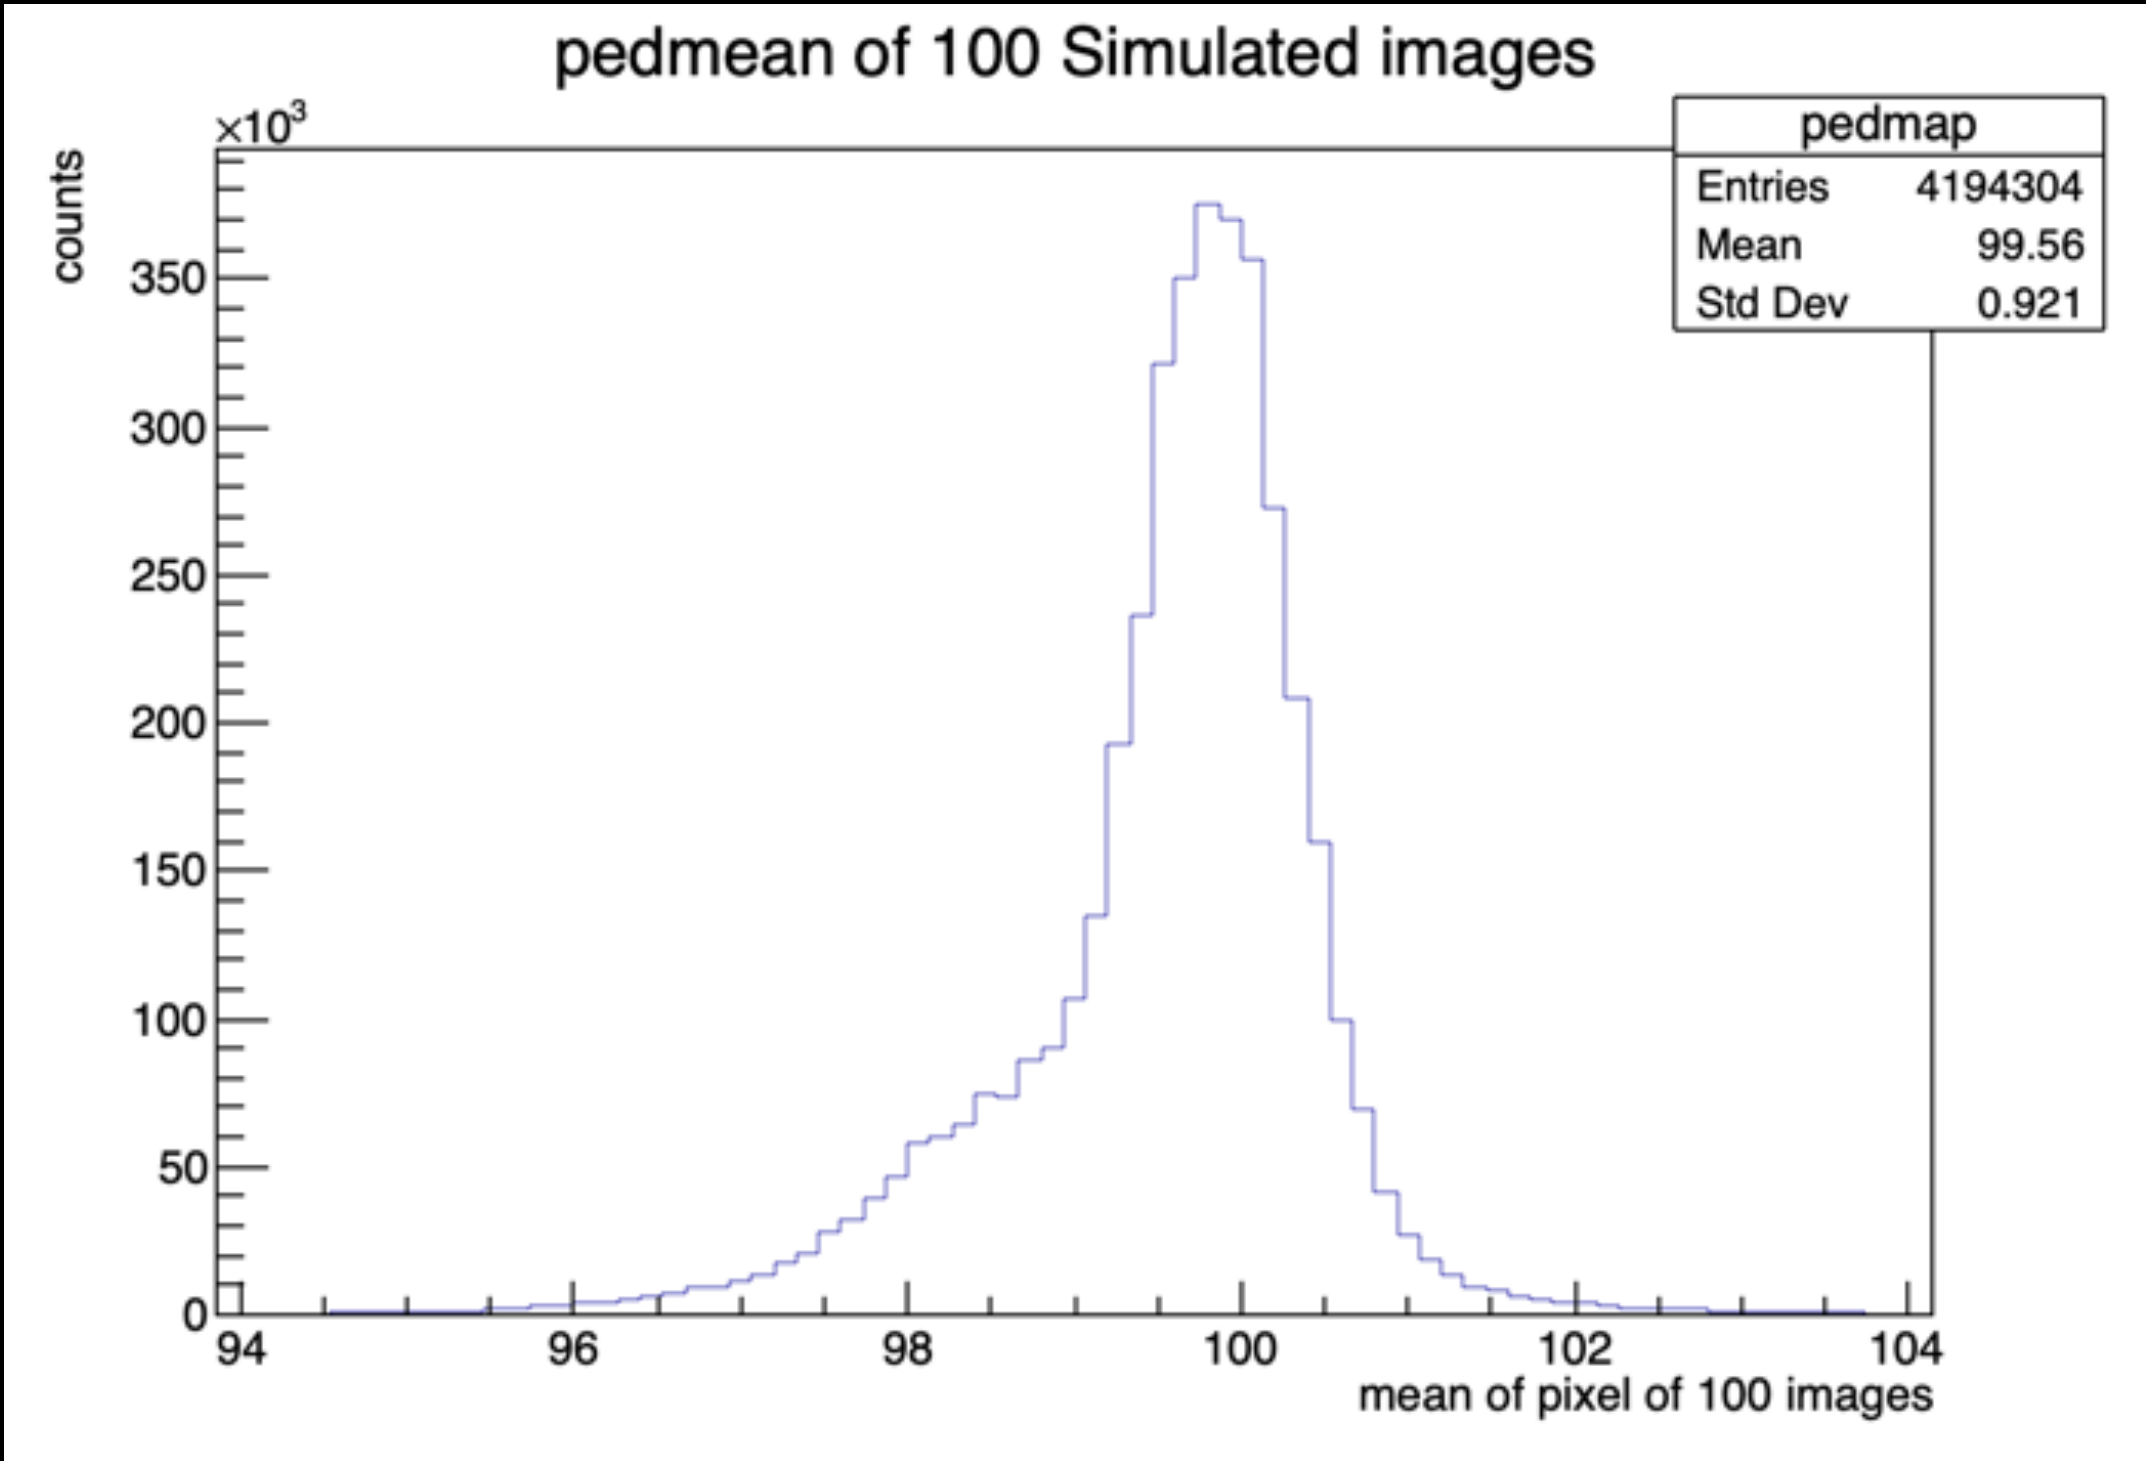 pedmean of 100 Simulated images
×10³
counts
pedmap
Entries 4194304
Mean 99.56
Std Dev 0.921
350
300
250
200
150
100
50
0
94 96 98 100 102 104
mean of pixel of 100 images